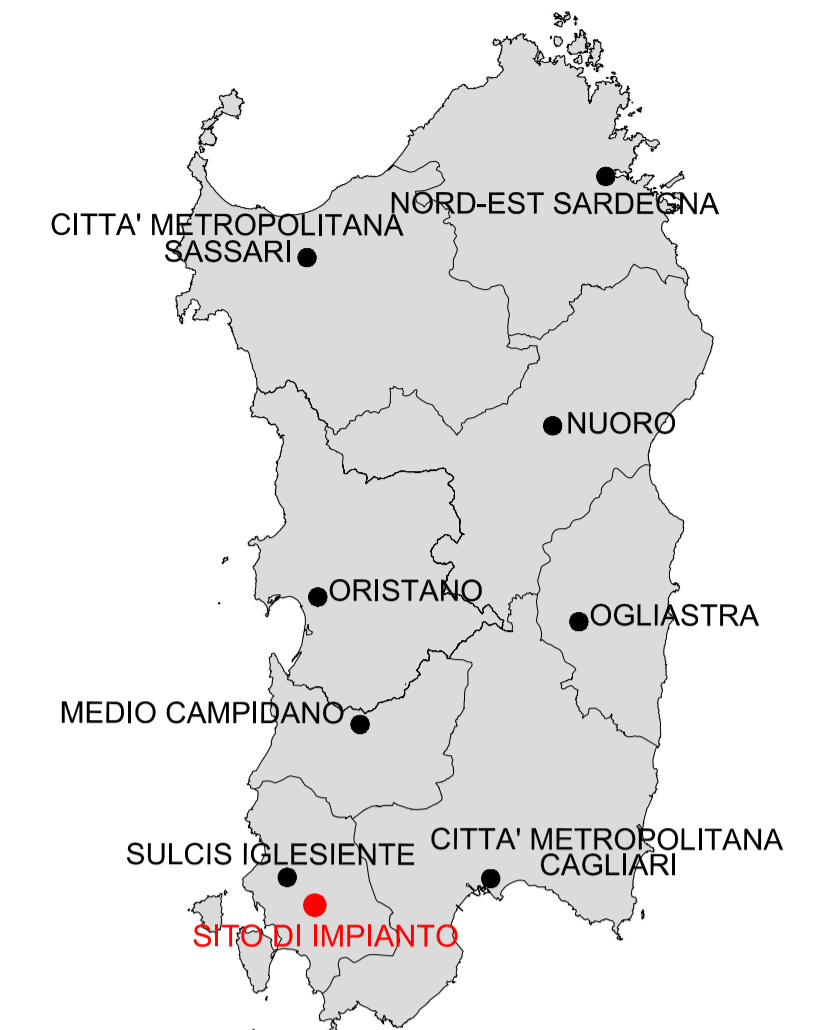 NORD-EST SARDEGNA
CITTA' METROPOLITANA
SASSARI
NUORO
ORISTANO
OGLIASTRA
MEDIO CAMPIDANO
CITTA' METROPOLITANA
CAGLIARI
SULCIS IGLESIENTE
SITO DI IMPIANTO